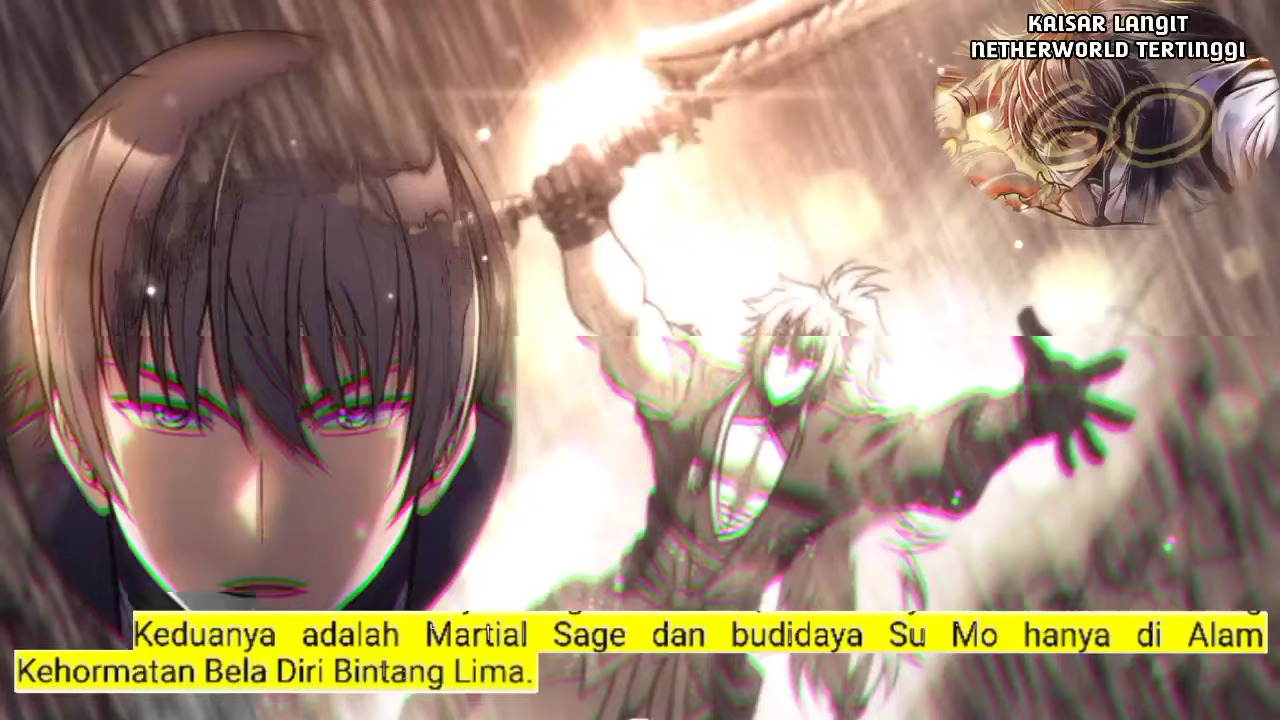 KAISAR LANGIT
NETHERWORLD TERTINGGI
60
Keduanya adalah Martial Sage dan budidaya Su Mo hanya di Alam
Kehormatan Bela Diri Bintang Lima.